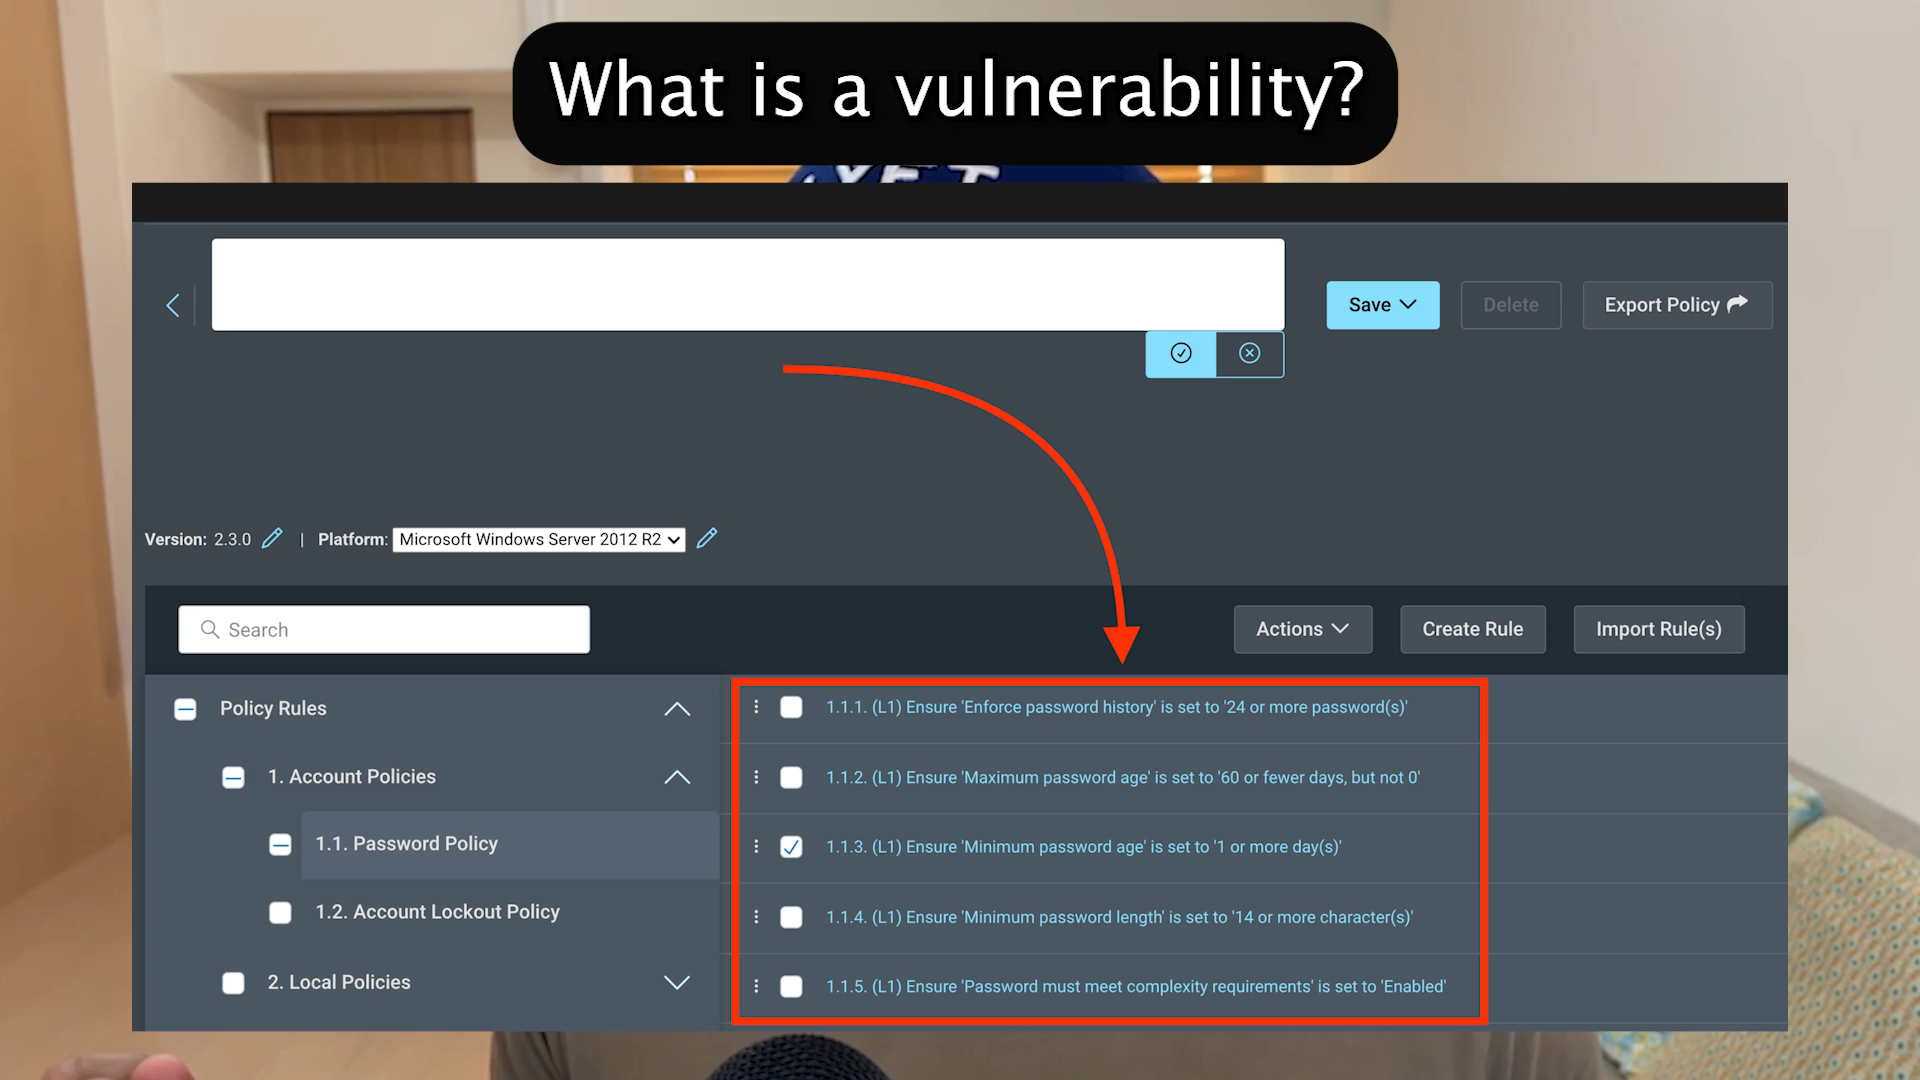 What is a vulnerability?
Save
Delete
Export Policy
Version: 2.3.0 | Platform: Microsoft Windows Server 2012 R2
Search
Actions
Create Rule
Import Rule(s)
Policy Rules
1. Account Policies
1.1. Password Policy
1.2. Account Lockout Policy
2. Local Policies
1.1.1. (L1) Ensure 'Enforce password history' is set to '24 or more password(s)'
1.1.2. (L1) Ensure 'Maximum password age' is set to '60 or fewer days, but not 0'
1.1.3. (L1) Ensure 'Minimum password age' is set to '1 or more day(s)'
1.1.4. (L1) Ensure 'Minimum password length' is set to '14 or more character(s)'
1.1.5. (L1) Ensure 'Password must meet complexity requirements' is set to 'Enabled'